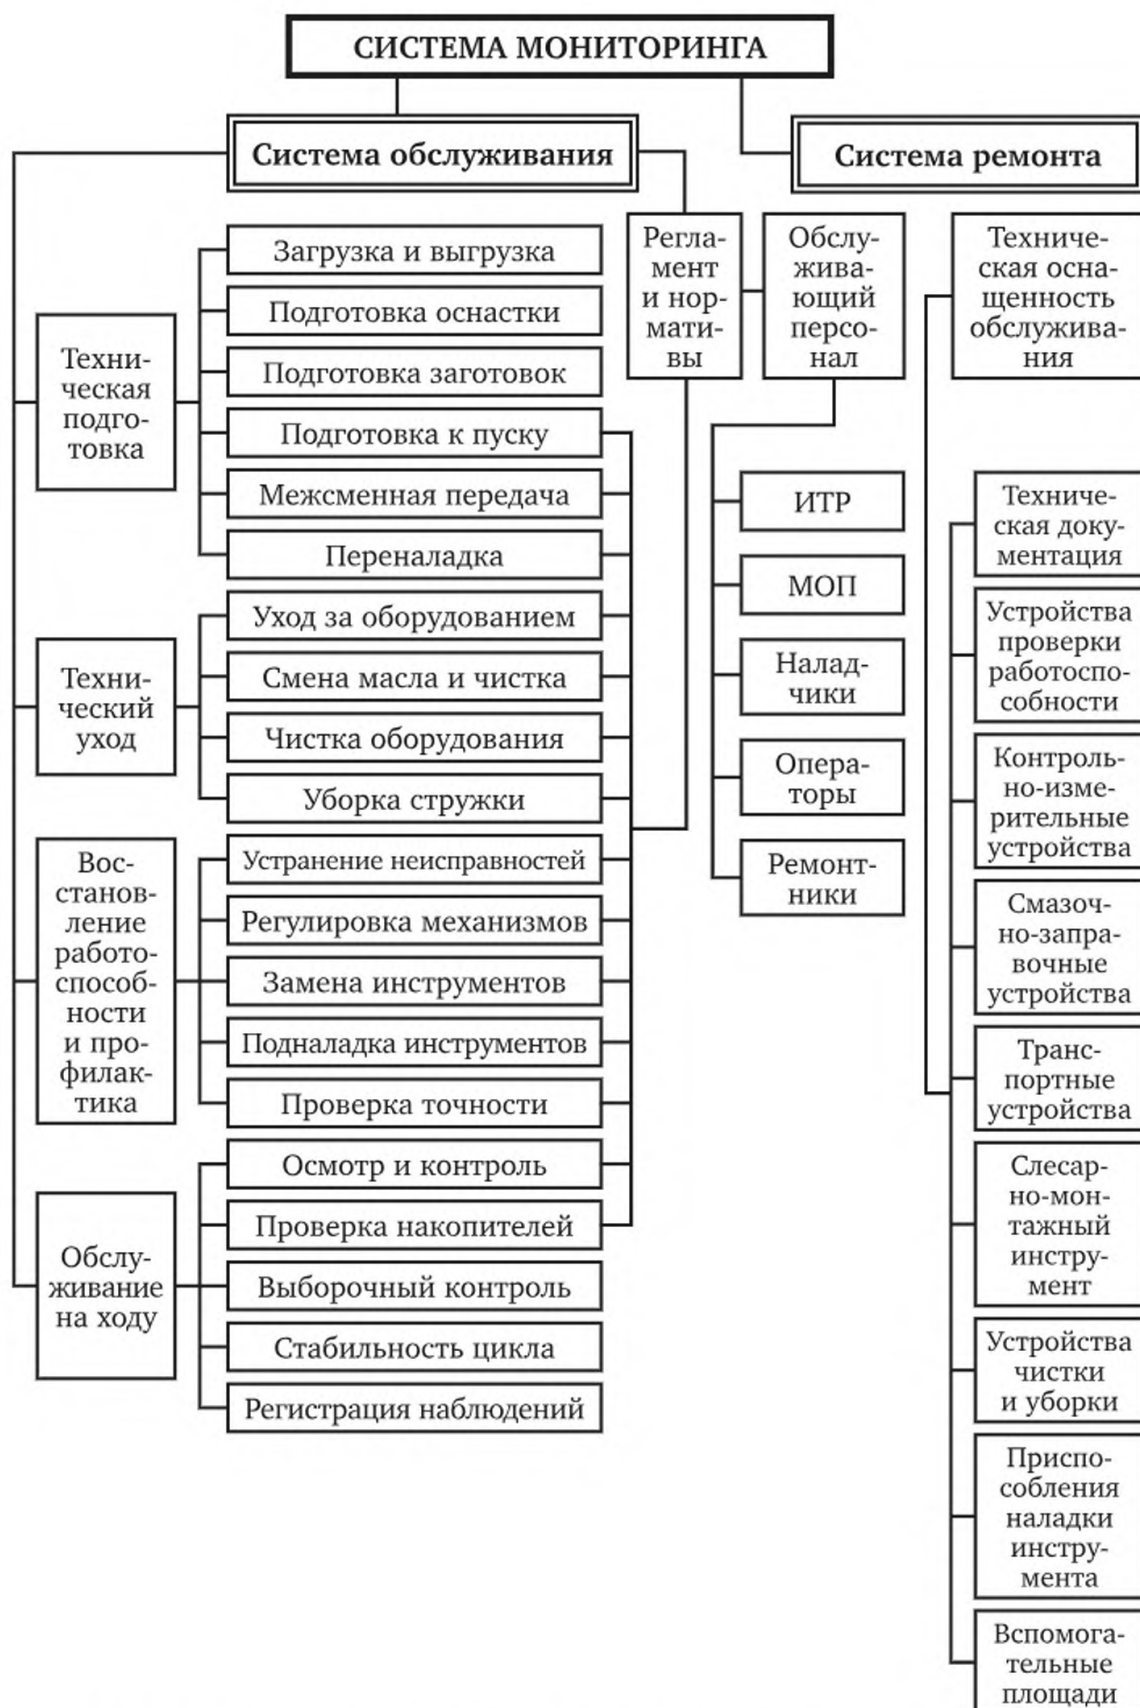 СИСТЕМА МОНИТОРИНГА
Система обслуживания
Система ремонта
Техни-
ческая
подго-
товка
Загрузка и выгрузка
Подготовка оснастки
Подготовка заготовок
Подготовка к пуску
Межсменная передача
Переналадка
Техни-
ческий
уход
Уход за оборудованием
Смена масла и чистка
Чистка оборудования
Уборка стружки
Вос-
станов-
ление
работо-
способ-
ности
и про-
филак-
тика
Устранение неисправностей
Регулировка механизмов
Замена инструментов
Подналадка инструментов
Проверка точности
Обслу-
живание
на ходу
Осмотр и контроль
Проверка накопителей
Выборочный контроль
Стабильность цикла
Регистрация наблюдений
Регла-
мент
и нор-
мати-
вы
Обслу-
жива-
ющий
персо-
нал
ИТР
МОП
Налад-
чики
Опера-
торы
Ремонт-
ники
Техниче-
ская осна-
щенность
обслужива-
ния
Техниче-
ская доку-
ментация
Устройства
проверки
работоспо-
собности
Контроль-
но-изме-
рительные
устройства
Смазоч-
но-запра-
вочные
устройства
Транс-
портные
устройства
Слесар-
но-мон-
тажный
инстру-
мент
Устройства
чистки
и уборки
Приспо-
собления
наладки
инстру-
мента
Вспомога-
тельные
площади